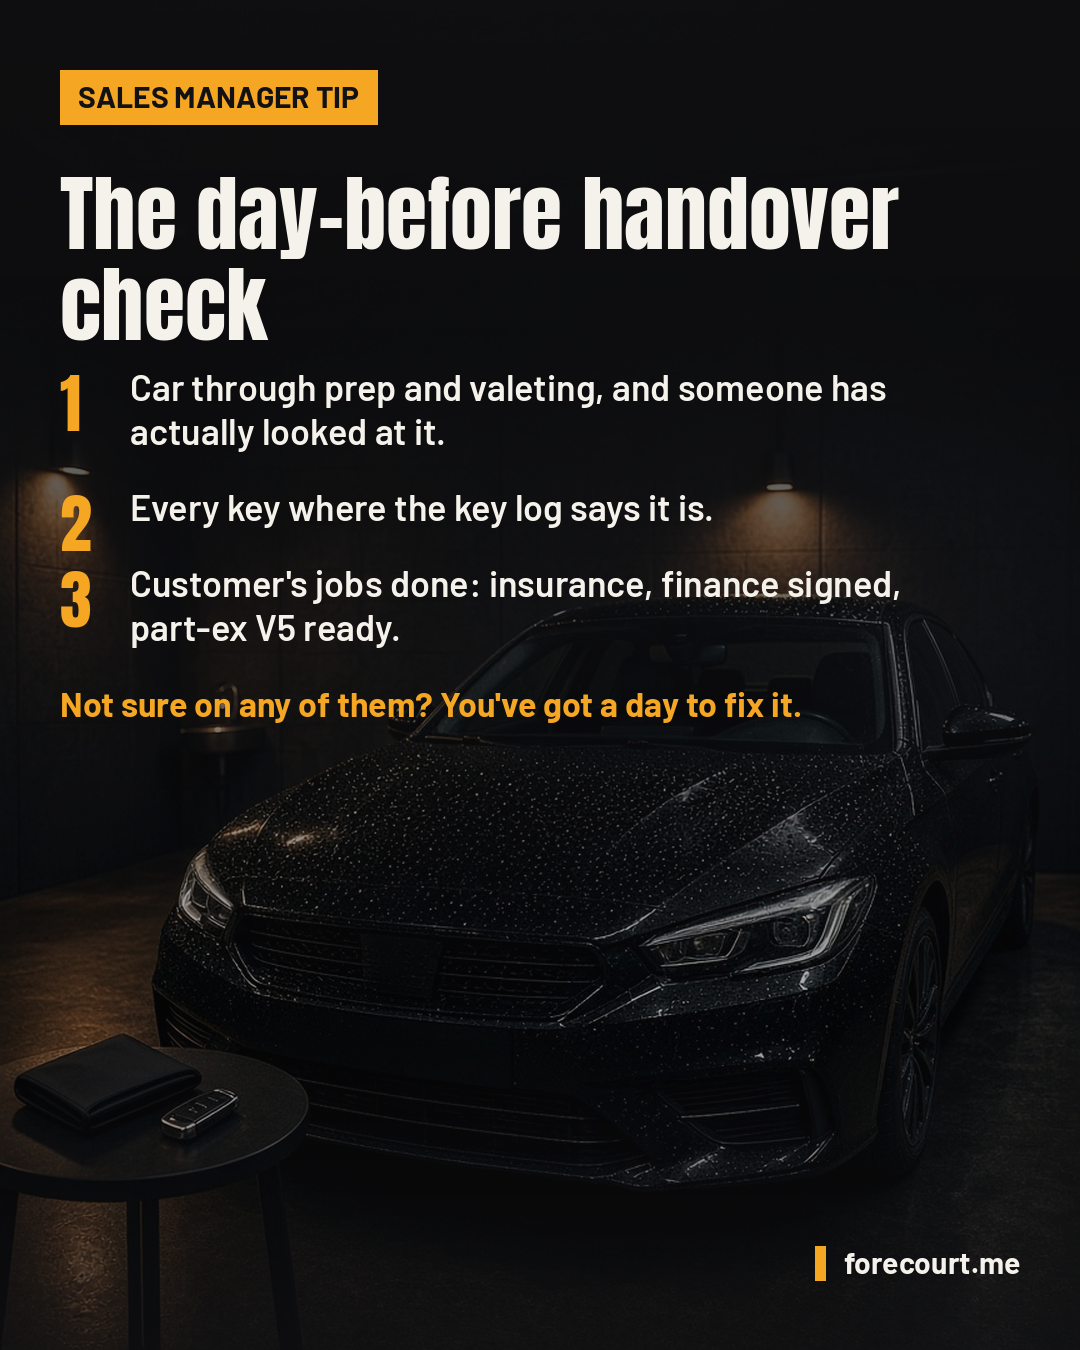 SALES MANAGER TIP
The day-before handover
check
1 Car through prep and valeting, and someone has
actually looked at it.
2 Every key where the key log says it is.
3 Customer's jobs done: insurance, finance signed,
part-ex V5 ready.
Not sure on any of them? You've got a day to fix it.
forecourt.me